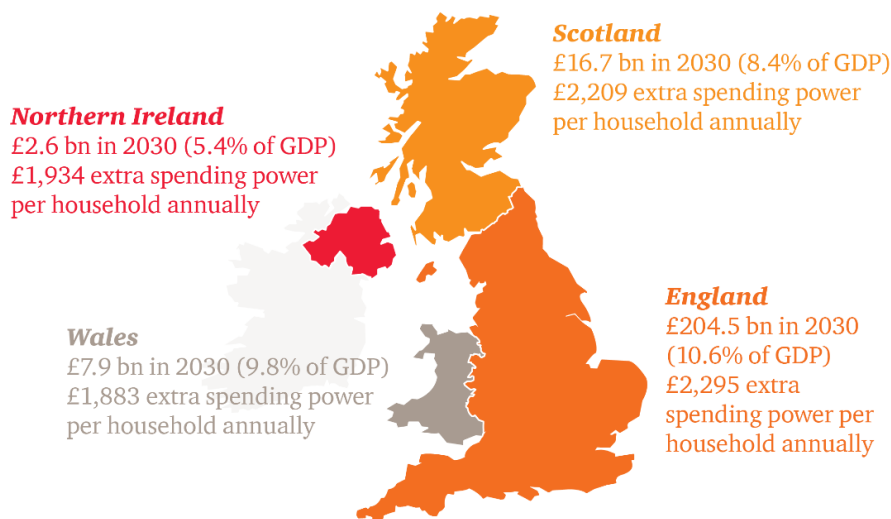 Scotland
£16.7 bn in 2030 (8.4% of GDP)
£2,209 extra spending power
per household annually
Northern Ireland
£2.6 bn in 2030 (5.4% of GDP)
£1,934 extra spending power
per household annually
England
£204.5 bn in 2030
(10.6% of GDP)
£2,295 extra
spending power per
household annually
Wales
£7.9 bn in 2030 (9.8% of GDP)
£1,883 extra spending power
per household annually